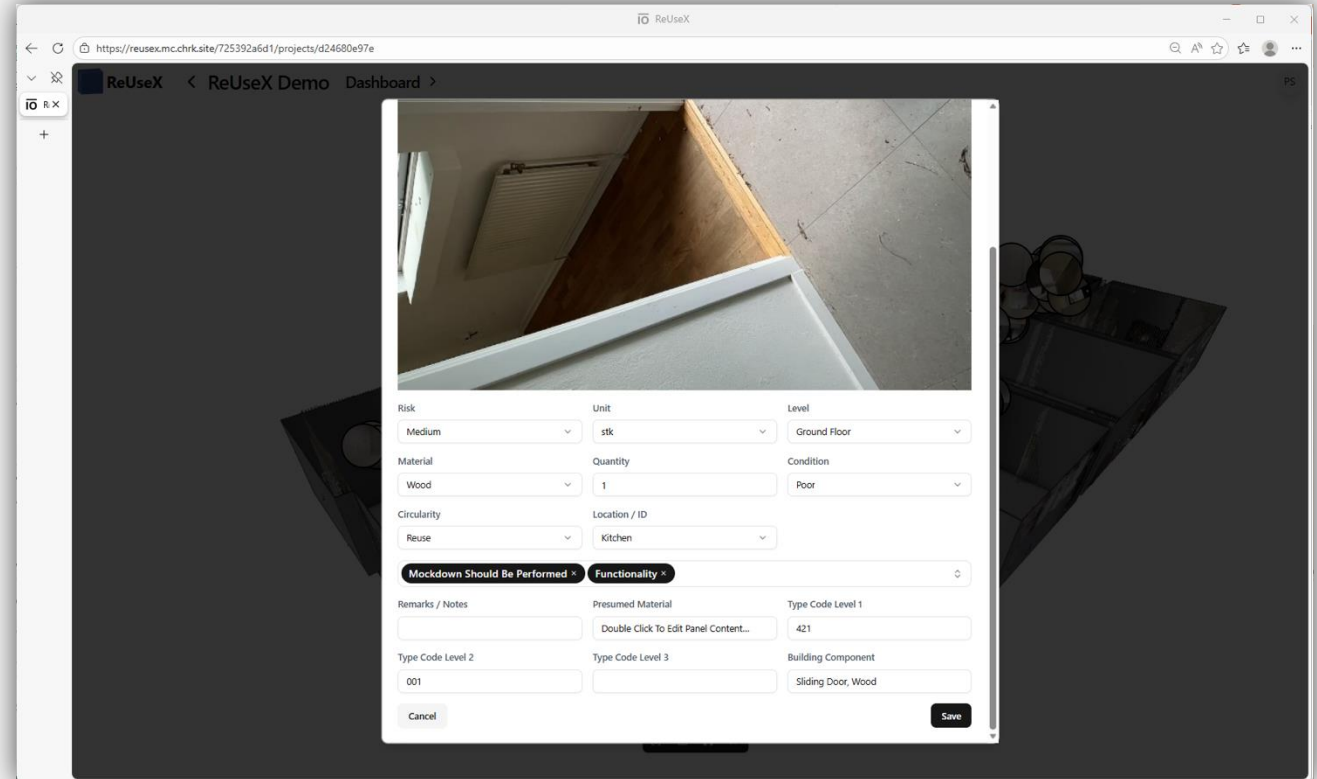 ReUseX
https://reusex.mc.chrk.site/725392a6d1/projects/d24680e97e
ReUseX < ReUseX Demo Dashboard >
PS
Risk Unit Level
Medium stk Ground Floor
Material Quantity Condition
Wood 1 Poor
Circularity Location / ID
Reuse Kitchen
Mockdown Should Be Performed × Functionality ×
Remarks / Notes Presumed Material Type Code Level 1
Double Click To Edit Panel Content... 421
Type Code Level 2 Type Code Level 3 Building Component
001 Sliding Door, Wood
Cancel Save